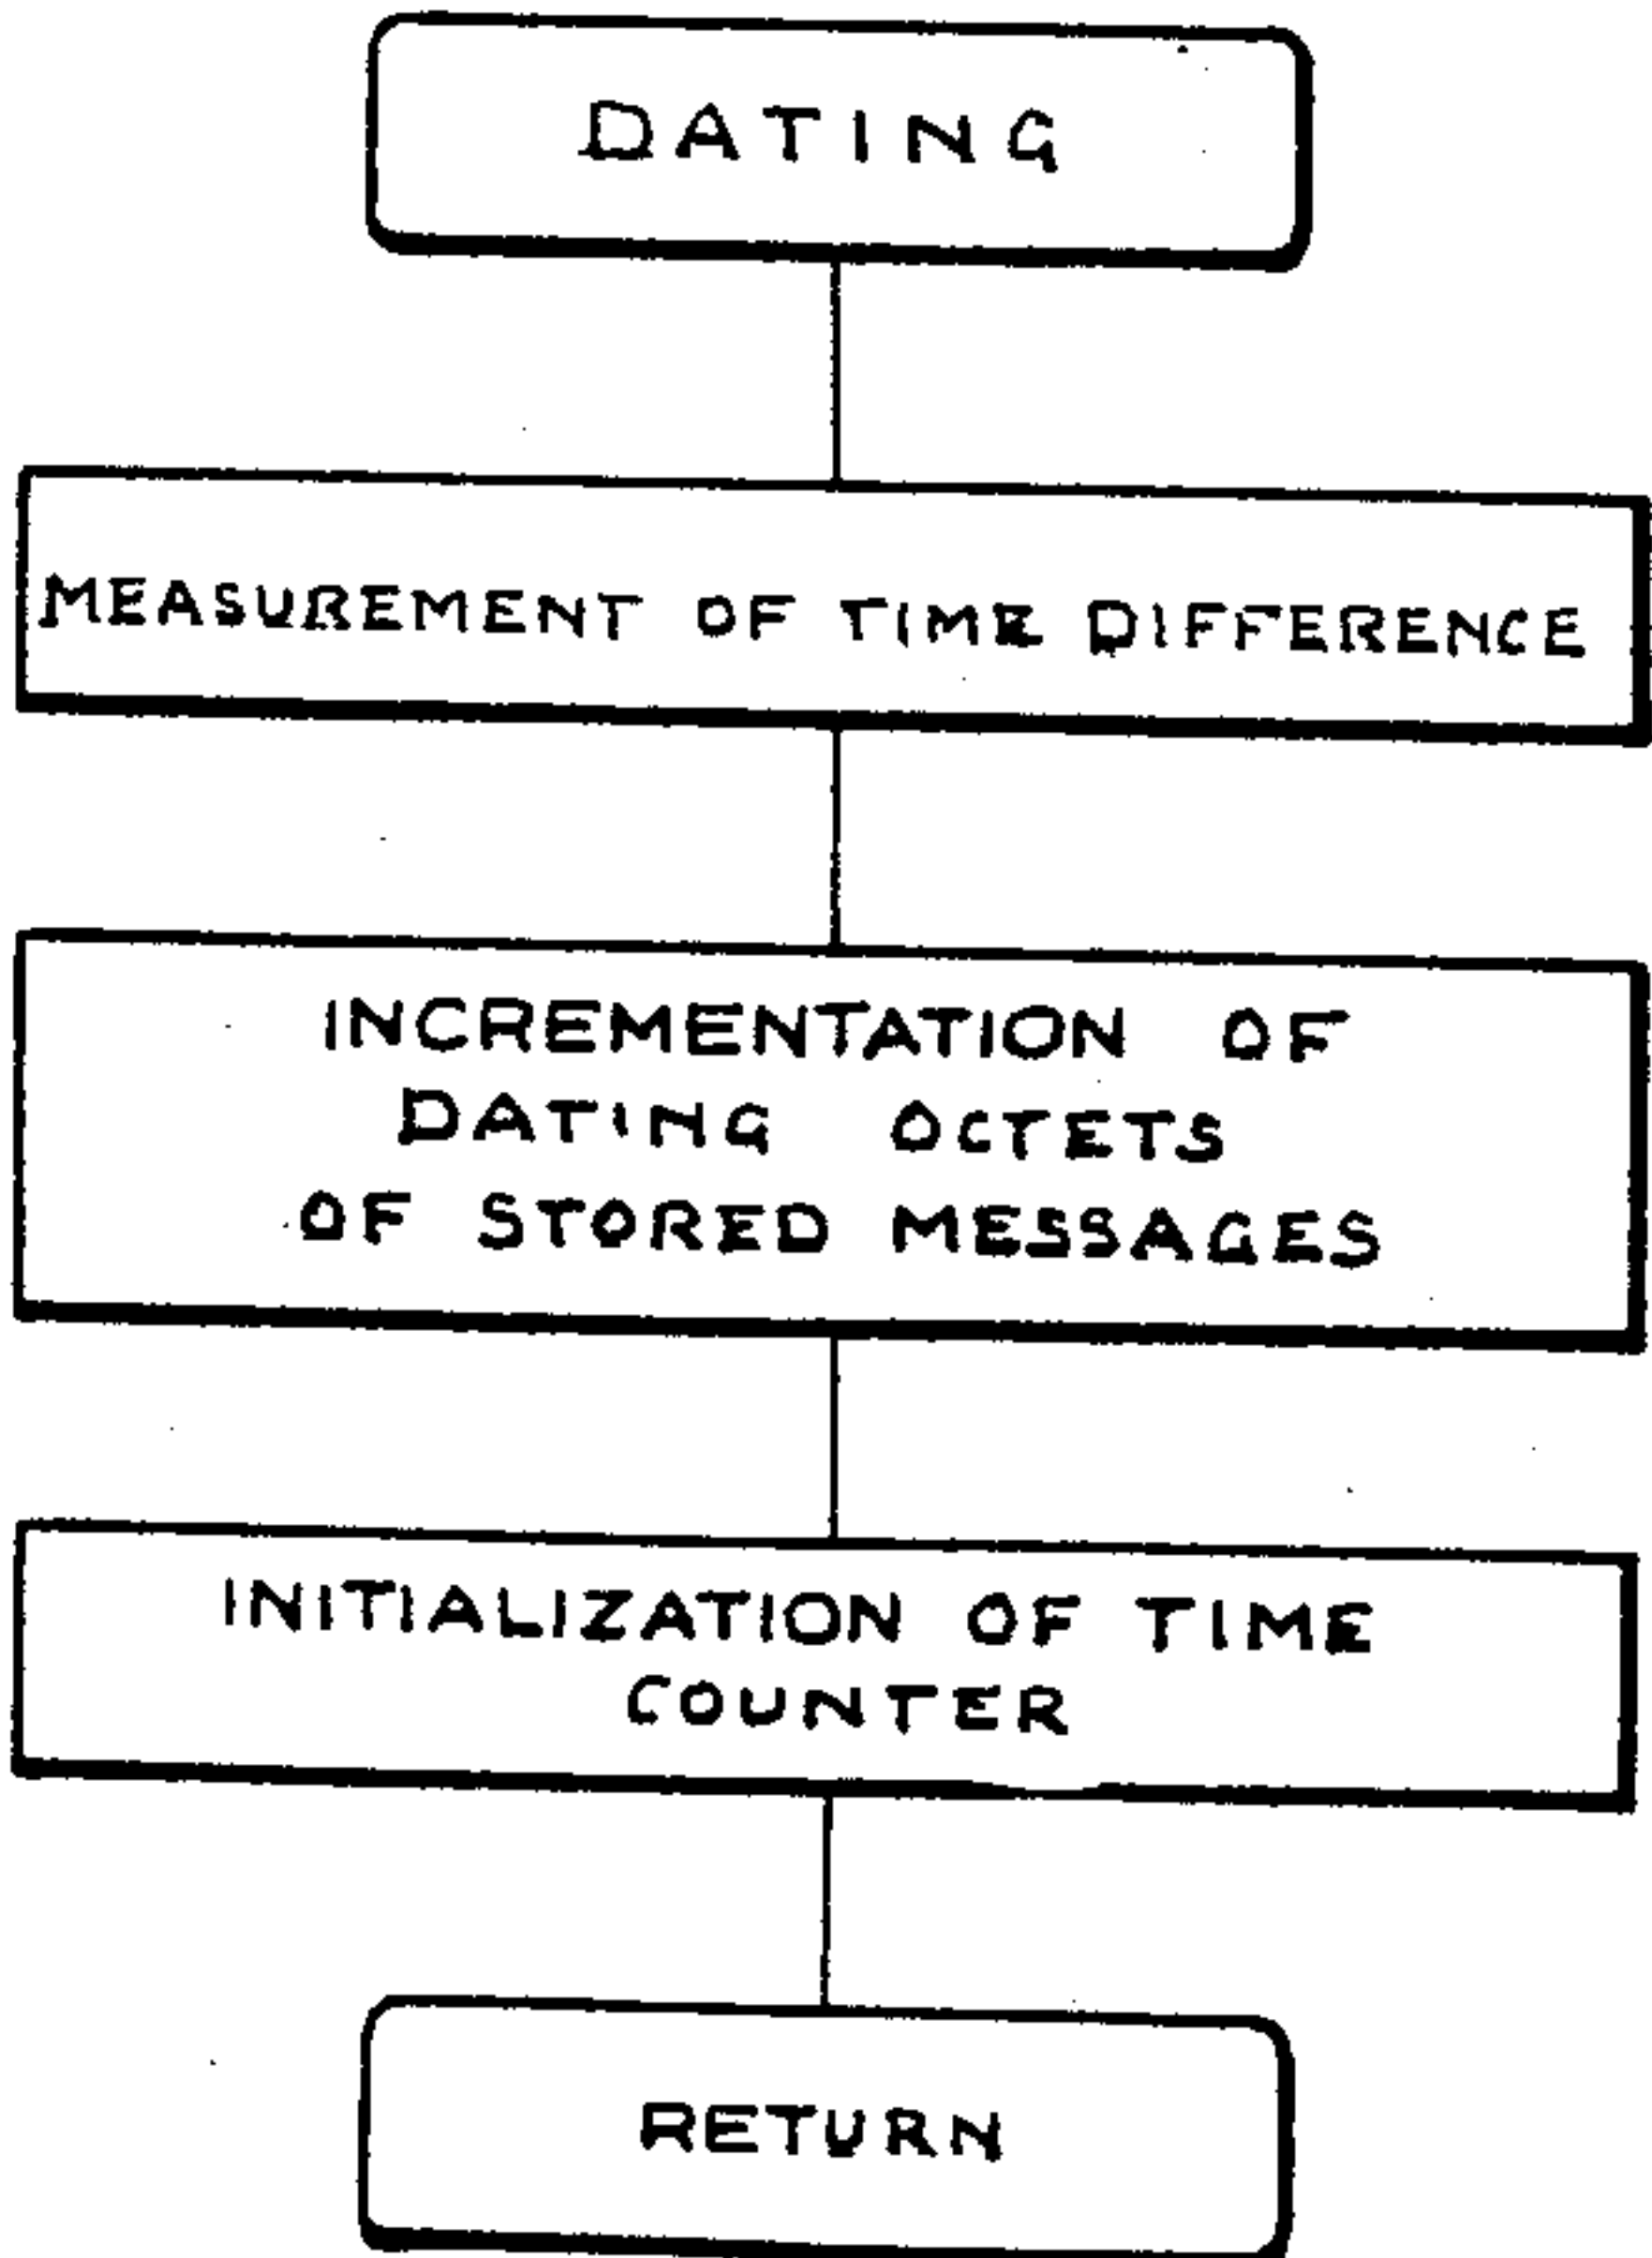 DATING
MEASUREMENT OF TIME DIFFERENCE
INCREMENTATION OF
DATING OCTETS
OF STORED MESSAGES
INITIALIZATION OF TIME
COUNTER
RETURN